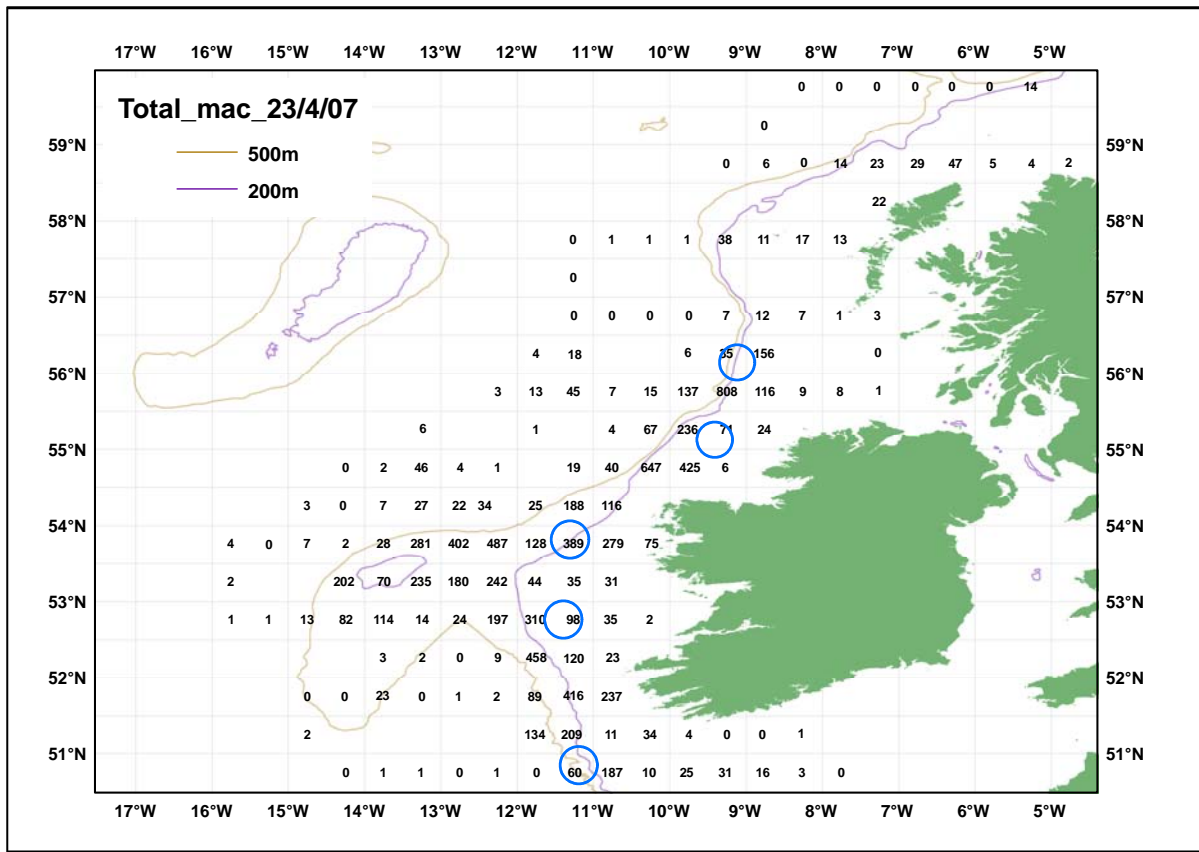 17°W 16°W 15°W 14°W 13°W 12°W 11°W 10°W 9°W 8°W 7°W 6°W 5°W
0 0 0 0 0 0 14
Total_mac_23/4/07
0
59°N 59°N
500m
0 6 0 14 23 29 47 5 4 2
200m
22
58°N 58°N
0 1 1 1 38 11 17 13
0
57°N 57°N
0 0 0 0 7 12 7 1 3
4 18 6 35 156 0
56°N 56°N
3 13 45 7 15 137 808 116 9 8 1
6 1 4 67 236 71 24
55°N 55°N
0 2 46 4 1 19 40 647 425 6
3 0 7 27 22 34 25 188 116
54°N 54°N
4 0 7 2 28 281 402 487 128 389 279 75
2 202 70 235 180 242 44 35 31
53°N 53°N
1 1 13 82 114 14 24 197 310 98 35 2
3 2 0 9 458 120 23
52°N 52°N
0 0 23 0 1 2 89 416 237
2 134 209 11 34 4 0 0 1
51°N 51°N
0 1 1 0 1 0 60 187 10 25 31 16 3 0
17°W 16°W 15°W 14°W 13°W 12°W 11°W 10°W 9°W 8°W 7°W 6°W 5°W